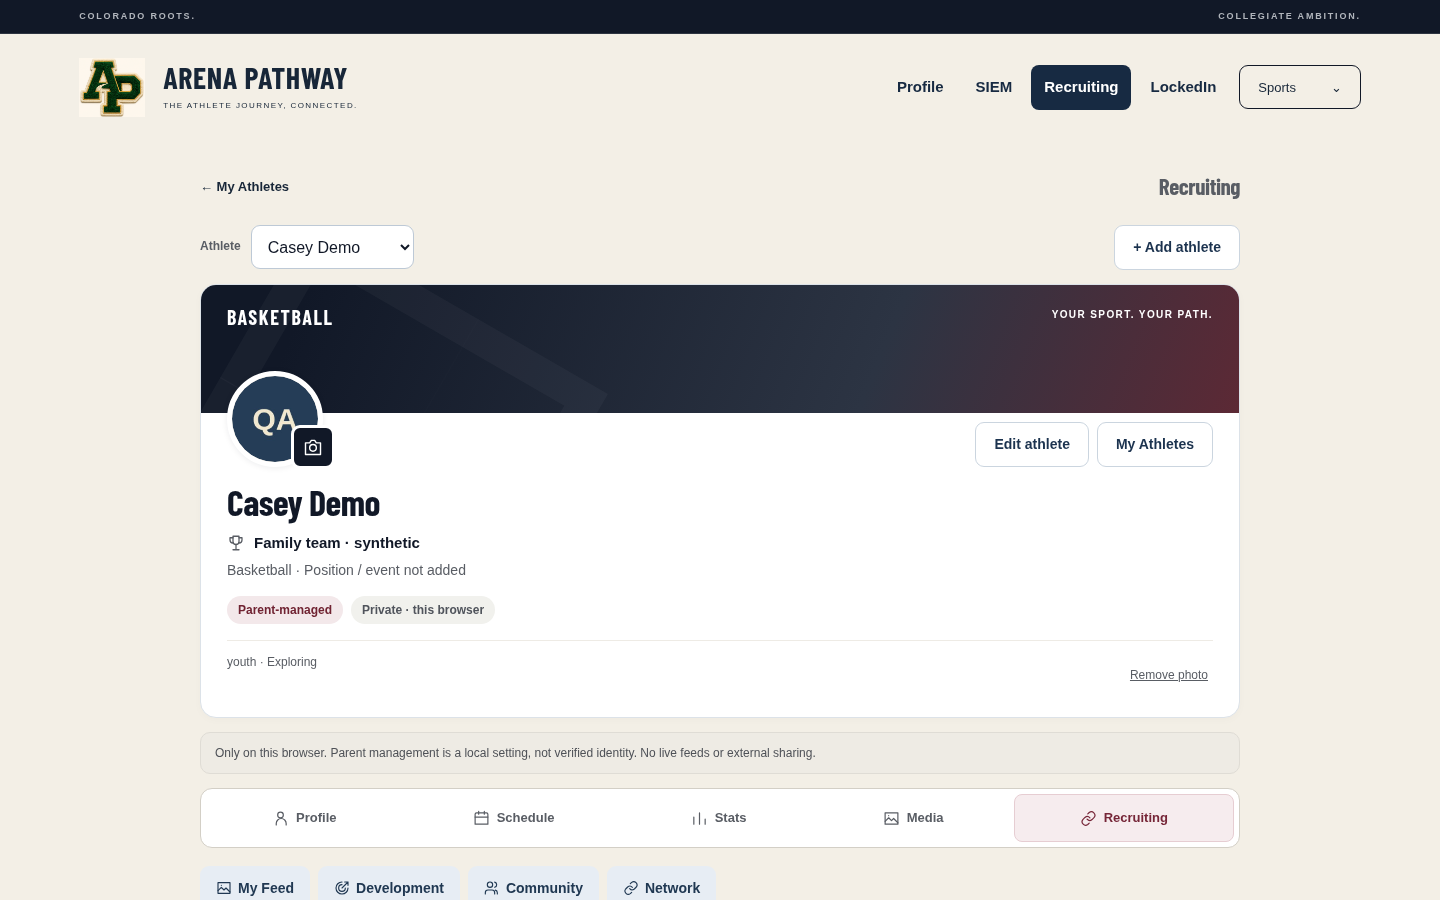 COLORADO ROOTS.
COLLEGIATE AMBITION.
AP
ARENA PATHWAY
THE ATHLETE JOURNEY, CONNECTED.
Profile
SIEM
Recruiting
LockedIn
Sports
← My Athletes
Recruiting
Athlete
Casey Demo
+ Add athlete
BASKETBALL
YOUR SPORT. YOUR PATH.
QA
Edit athlete
My Athletes
Casey Demo
Family team · synthetic
Basketball · Position / event not added
Parent-managed
Private · this browser
youth · Exploring
Remove photo
Only on this browser. Parent management is a local setting, not verified identity. No live feeds or external sharing.
Profile
Schedule
Stats
Media
Recruiting
My Feed
Development
Community
Network